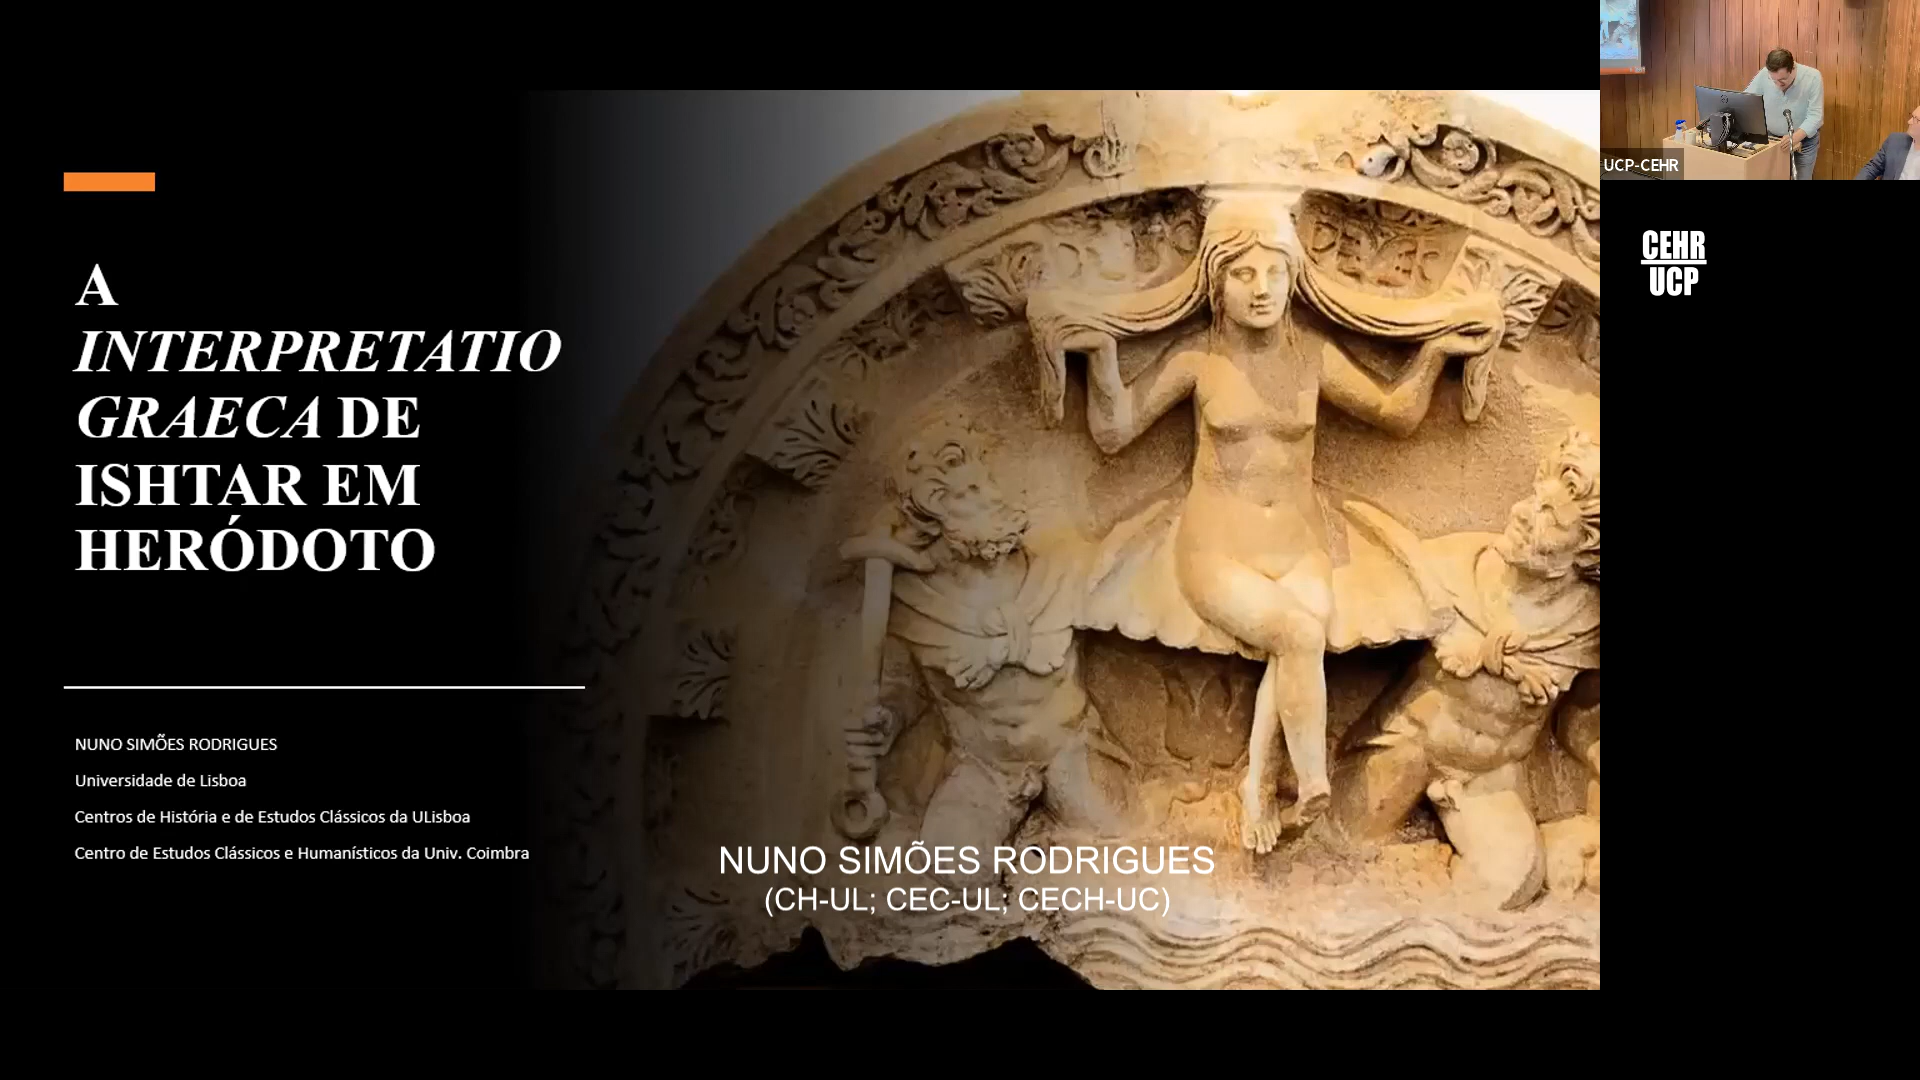 A
INTERPRETATIO
GRAECA DE
ISHTAR EM
HERÓDOTO
NUNO SIMÕES RODRIGUES
Universidade de Lisboa
Centros de História e de Estudos Clássicos da ULisboa
Centro de Estudos Clássicos e Humanísticos da Univ. Coimbra
NUNO SIMÕES RODRIGUES
(CH-UL; CEC-UL; CECH-UC)
UCP-CEHR
CEHR
UCP